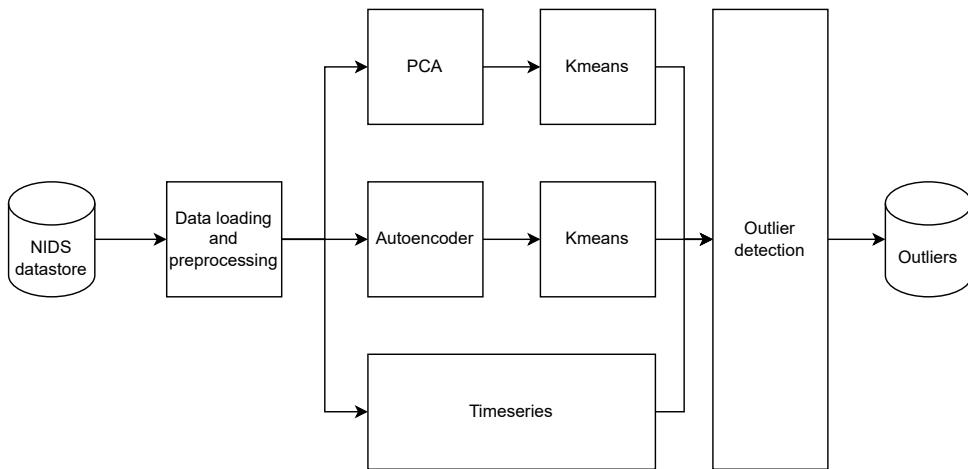 PCA
Kmeans
NIDS
datastore
Data loading
and
preprocessing
Autoencoder
Kmeans
Outlier
detection
Outliers
Timeseries